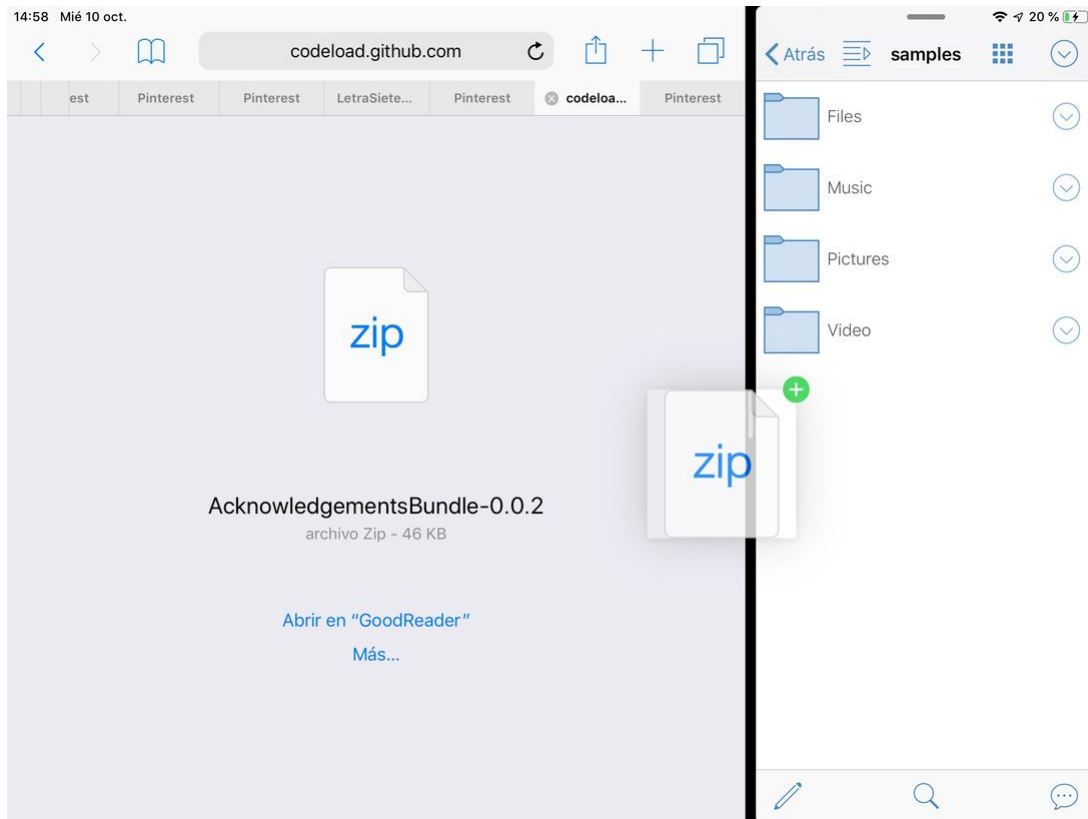 14:58 Mié 10 oct.
20 %
codeload.github.com
est Pinterest Pinterest LetraSiete... Pinterest codeloa... Pinterest
zip
AcknowledgementsBundle-0.0.2
archivo Zip - 46 KB
Abrir en “GoodReader”
Más...
zip
Atrás samples
Files
Music
Pictures
Video